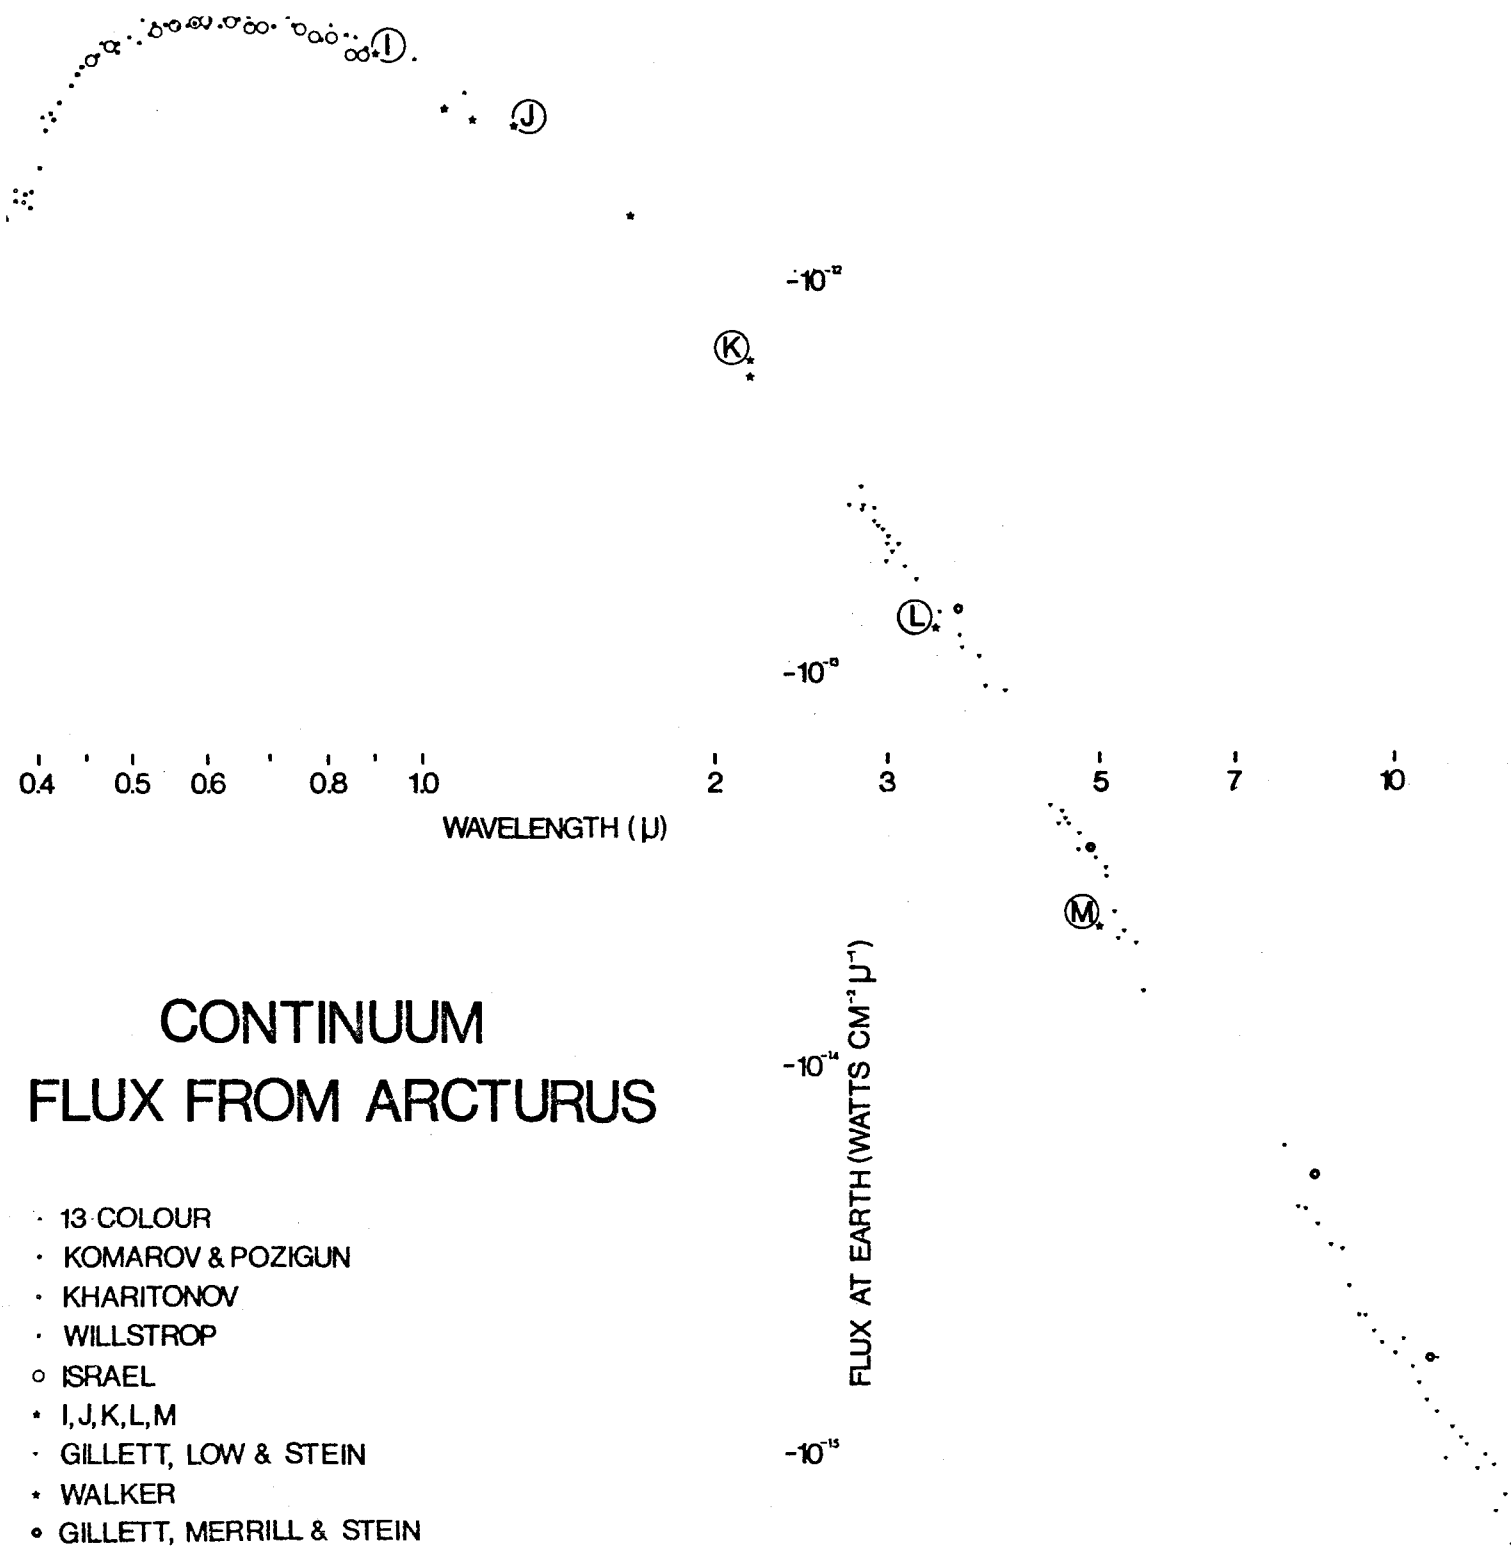 I
J
-10⁻¹²
K
L
-10⁻¹³
0.4 0.5 0.6 0.8 1.0 2 3 5 7 10
WAVELENGTH (μ)
M
FLUX AT EARTH (WATTS CM⁻² μ⁻¹)
-10⁻¹⁴
-10⁻¹⁵
CONTINUUM
FLUX FROM ARCTURUS
· 13 COLOUR
· KOMAROV & POZIGUN
· KHARITONOV
· WILLSTROP
○ ISRAEL
★ I, J, K, L, M
· GILLETT, LOW & STEIN
★ WALKER
● GILLETT, MERRILL & STEIN